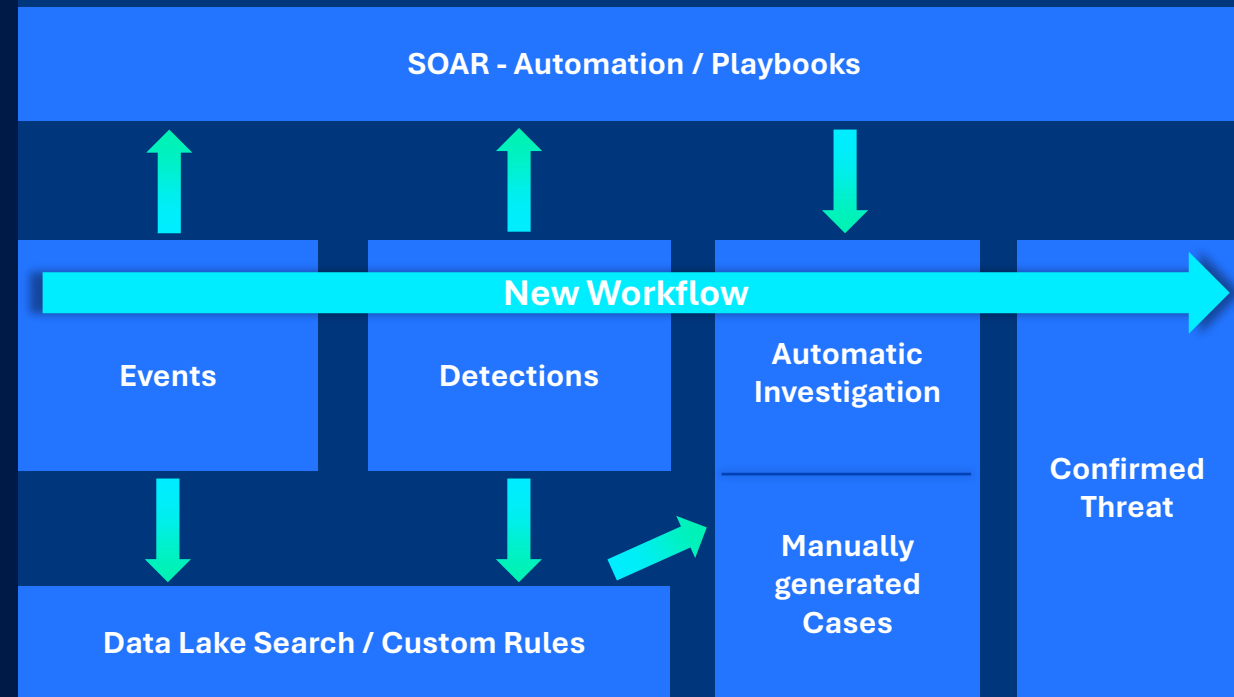 SOAR - Automation / Playbooks
New Workflow
Events
Detections
Automatic
Investigation
Manually
generated
Cases
Confirmed
Threat
Data Lake Search / Custom Rules